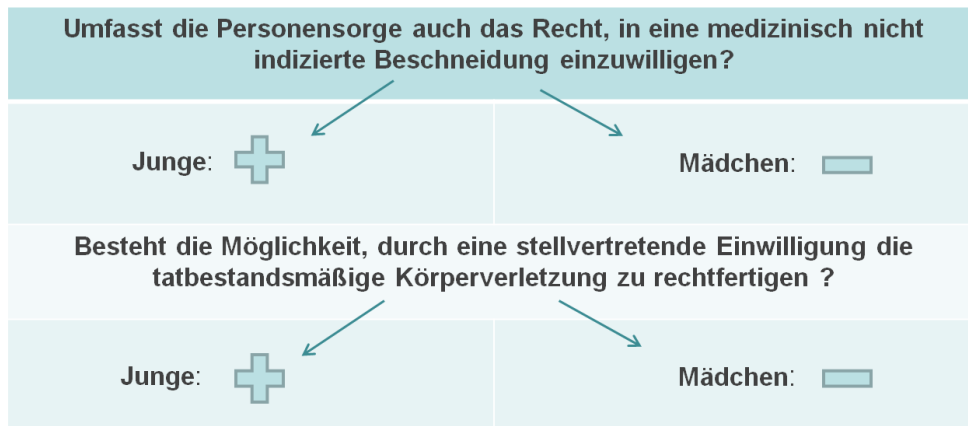 Umfasst die Personensorge auch das Recht, in eine medizinisch nicht
indizierte Beschneidung einzuwilligen?
Junge:
Mädchen:
Besteht die Möglichkeit, durch eine stellvertretende Einwilligung die
tatbestandsmäßige Körperverletzung zu rechtfertigen ?
Junge:
Mädchen: